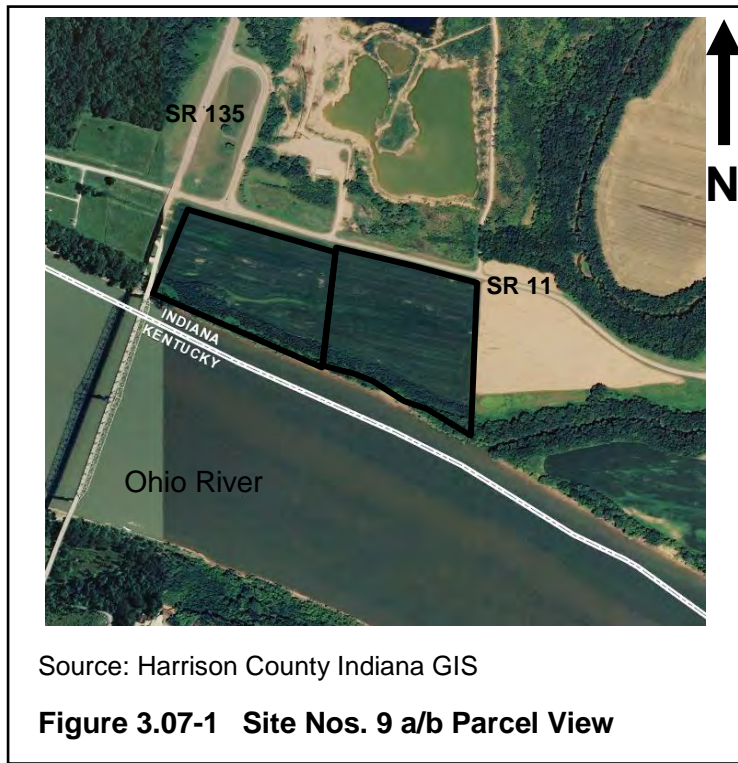 SR 135
N
SR 11
INDIANA
KENTUCKY
Ohio River
Source: Harrison County Indiana GIS
Figure 3.07-1 Site Nos. 9 a/b Parcel View